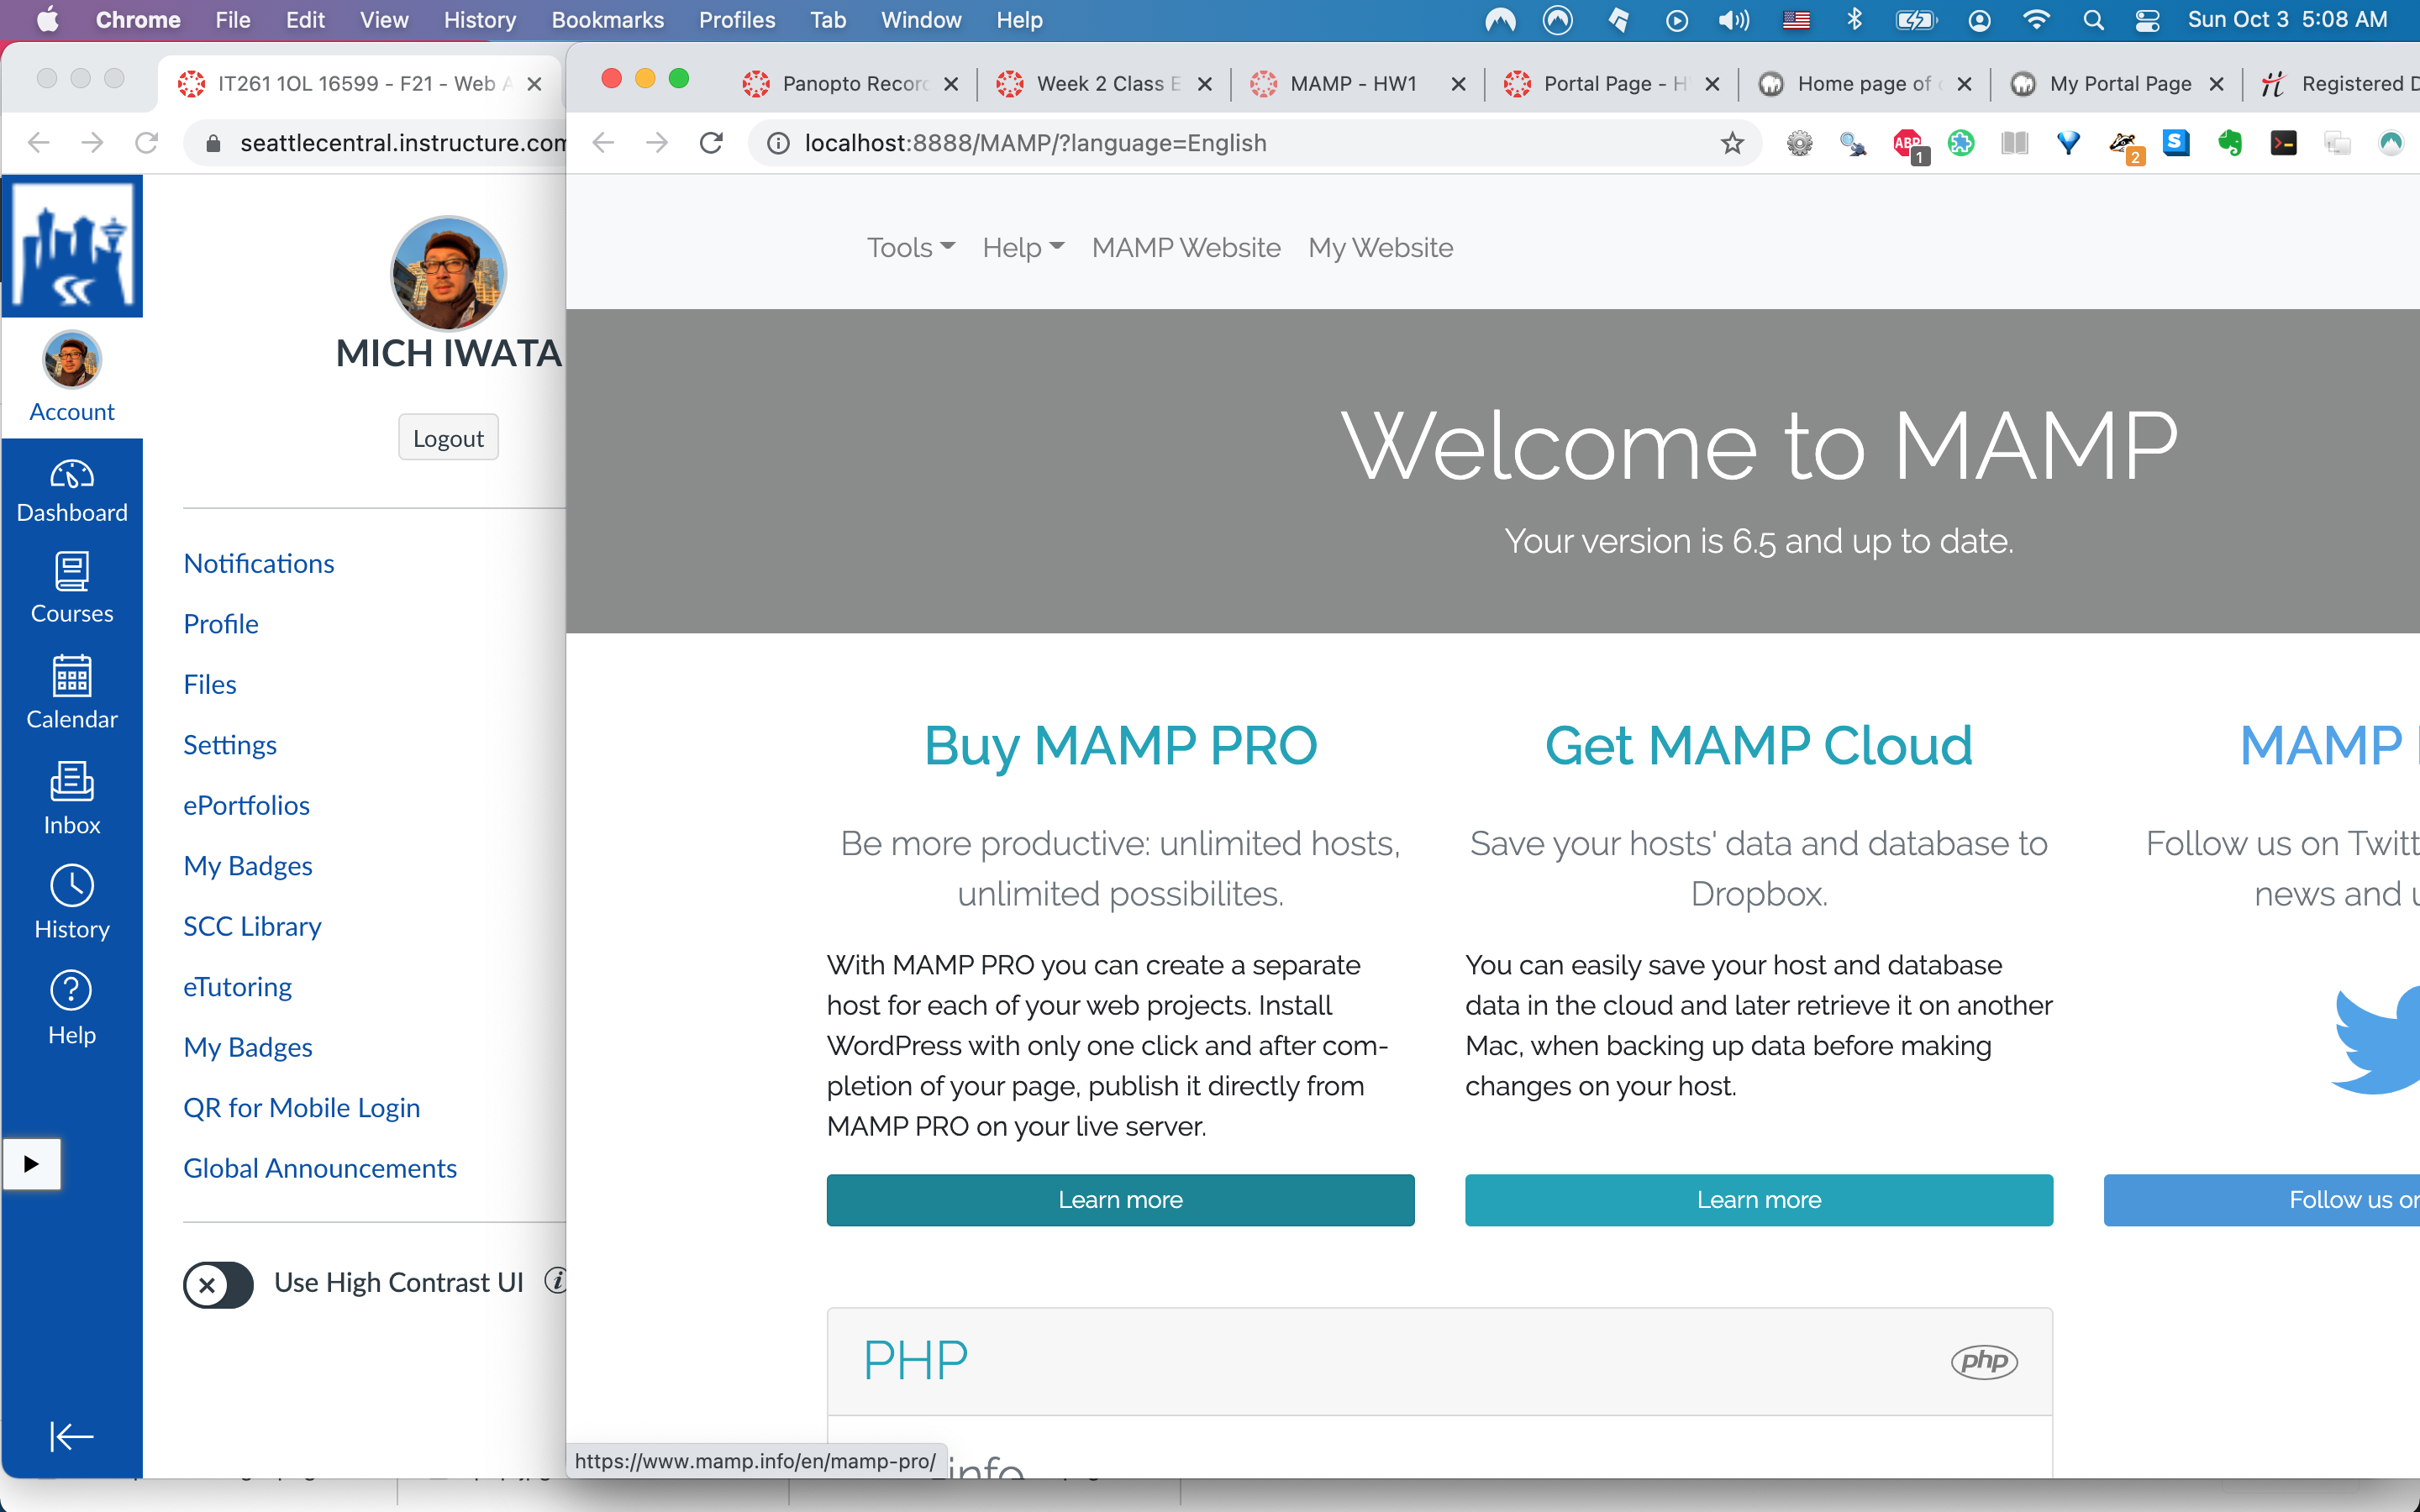 Chrome File Edit View History Bookmarks Profiles Tab Window Help Sun Oct 3 5:08 AM
IT261 1OL 16599 - F21 - Web A
seattlecentral.instructure.com
Account
Dashboard
Courses
Calendar
Inbox
History
Help
MICH IWATA
Logout
Notifications
Profile
Files
Settings
ePortfolios
My Badges
SCC Library
eTutoring
My Badges
QR for Mobile Login
Global Announcements
Use High Contrast UI
Panopto Record Week 2 Class E MAMP - HW1 Portal Page - H Home page of My Portal Page Registered D
localhost:8888/MAMP/?language=English
ABP 1 2 S
Tools Help MAMP Website My Website
Welcome to MAMP
Your version is 6.5 and up to date.
Buy MAMP PRO
Be more productive: unlimited hosts,
unlimited possibilites.
With MAMP PRO you can create a separate
host for each of your web projects. Install
WordPress with only one click and after com-
pletion of your page, publish it directly from
MAMP PRO on your live server.
Learn more
Get MAMP Cloud
Save your hosts' data and database to
Dropbox.
You can easily save your host and database
data in the cloud and later retrieve it on another
Mac, when backing up data before making
changes on your host.
Learn more
MAMP
Follow us on Twitt
news and u
Follow us on
PHP
php
info
https://www.mamp.info/en/mamp-pro/